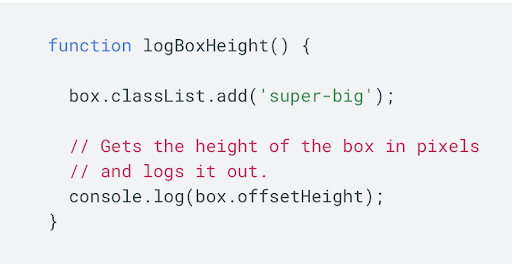 function logBoxHeight() {
box.classList.add('super-big');
// Gets the height of the box in pixels
// and logs it out.
console.log(box.offsetHeight);
}